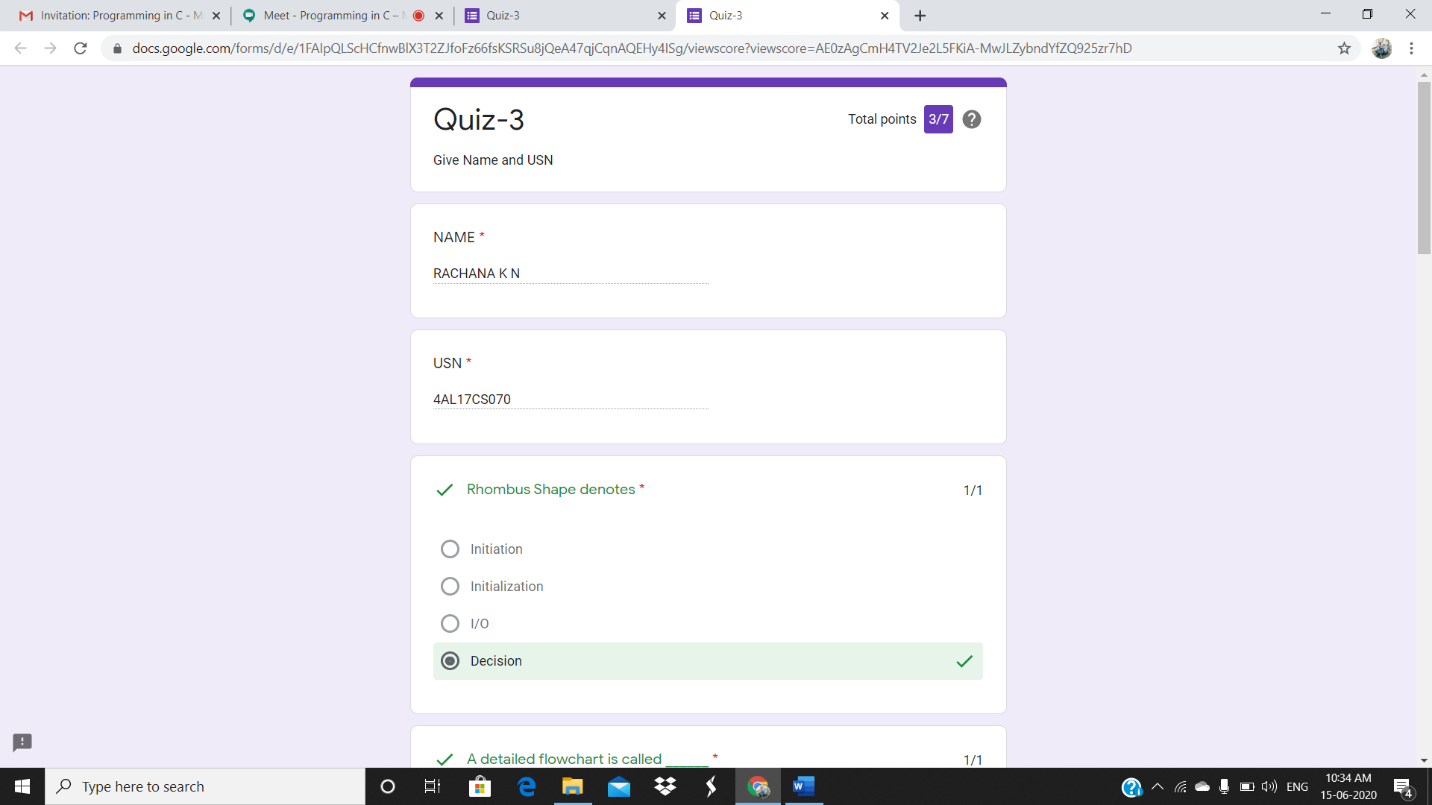 Invitation: Programming in C - M
Meet - Programming in C –
Quiz-3
Quiz-3
docs.google.com/forms/d/e/1FAIpQLScHCfnwBlX3T2ZJfoFz66fsKSRSu8jQeA47qjCqnAQEHy4ISg/viewscore?viewscore=AE0zAgCmH4TV2Je2L5FKiA-MwJLZybndYfZQ925zr7hD
Quiz-3
Total points 3/7
Give Name and USN
NAME *
RACHANA K N
USN *
4AL17CS070
Rhombus Shape denotes *
1/1
Initiation
Initialization
I/O
Decision
A detailed flowchart is called ______ *
1/1
Type here to search
ENG
10:34 AM
15-06-2020
4